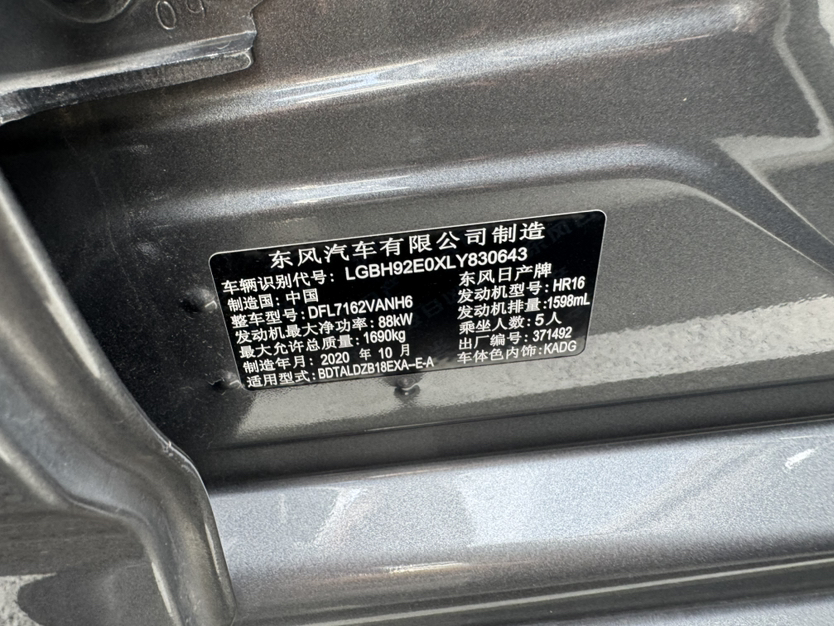 09
东风汽车有限公司制造
车辆识别代号：LGBH92E0XLY830643
制造国：中国 东风日产牌
整车型号：DFL7162VANH6 发动机型号：HR16
发动机最大净功率：88kW 发动机排量：1598mL
最大允许总质量：1690kg 乘坐人数：5人
制造年月：2020 年 10 月 出厂编号：371492
适用型式：BDTALDZB18EXA-E-A 车体色内饰：KADG